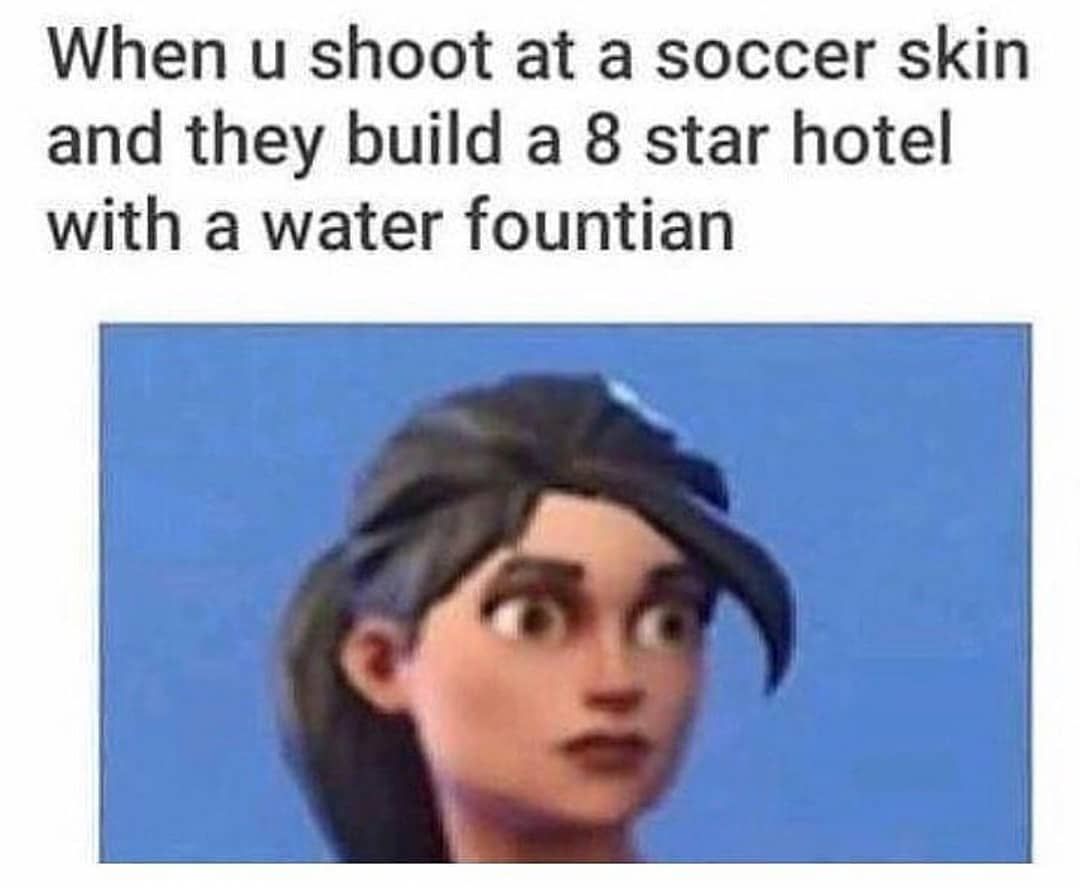 When u shoot at a soccer skin
and they build a 8 star hotel
with a water fountian